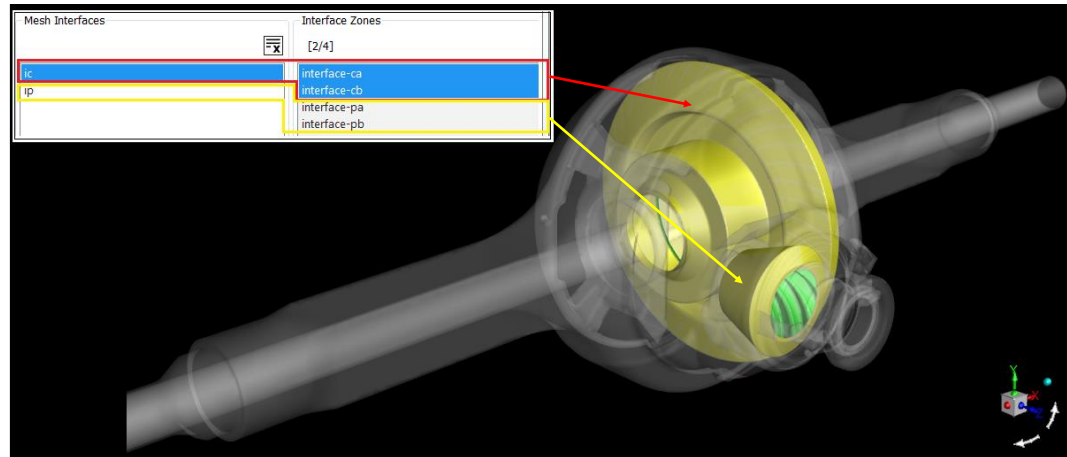 Mesh Interfaces
Interface Zones
[2/4]
ic
interface-ca
ip
interface-cb
interface-pa
interface-pb
Y
X
Z